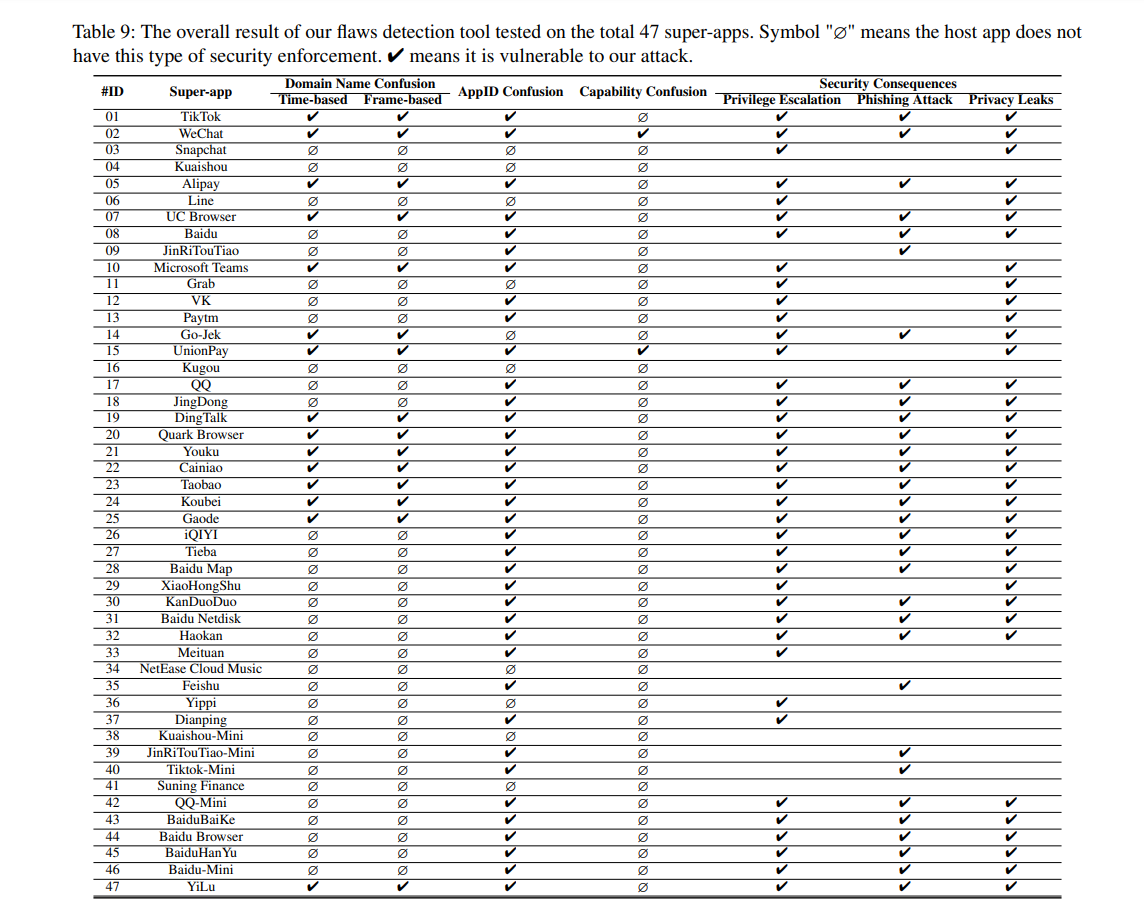 Table 9: The overall result of our flaws detection tool tested on the total 47 super-apps. Symbol "∅" means the host app does not
have this type of security enforcement. ✔ means it is vulnerable to our attack.
#ID Super-app Domain Name Confusion AppID Confusion Capability Confusion Security Consequences
Time-based Frame-based Privilege Escalation Phishing Attack Privacy Leaks
01 TikTok ✔ ✔ ✔ ∅ ✔ ✔ ✔
02 WeChat ✔ ✔ ✔ ✔ ✔ ✔ ✔
03 Snapchat ∅ ∅ ∅ ∅ ✔ ✔
04 Kuaishou ∅ ∅ ∅ ∅
05 Alipay ✔ ✔ ✔ ∅ ✔ ✔ ✔
06 Line ∅ ∅ ∅ ∅ ✔ ✔
07 UC Browser ✔ ✔ ✔ ∅ ✔ ✔ ✔
08 Baidu ∅ ∅ ✔ ∅ ✔ ✔ ✔
09 JinRiTouTiao ∅ ∅ ✔ ∅ ✔
10 Microsoft Teams ✔ ✔ ✔ ∅ ✔ ✔
11 Grab ∅ ∅ ∅ ∅ ✔ ✔
12 VK ∅ ∅ ✔ ∅ ✔ ✔
13 Paytm ∅ ∅ ✔ ∅ ✔ ✔
14 Go-Jek ✔ ✔ ∅ ∅ ✔ ✔ ✔
15 UnionPay ✔ ✔ ✔ ✔ ✔ ✔
16 Kugou ∅ ∅ ∅ ∅
17 QQ ∅ ∅ ✔ ∅ ✔ ✔ ✔
18 JingDong ∅ ∅ ✔ ∅ ✔ ✔ ✔
19 DingTalk ✔ ✔ ✔ ∅ ✔ ✔ ✔
20 Quark Browser ✔ ✔ ✔ ∅ ✔ ✔ ✔
21 Youku ✔ ✔ ✔ ∅ ✔ ✔ ✔
22 Cainiao ✔ ✔ ✔ ∅ ✔ ✔ ✔
23 Taobao ✔ ✔ ✔ ∅ ✔ ✔ ✔
24 Koubei ✔ ✔ ✔ ∅ ✔ ✔ ✔
25 Gaode ✔ ✔ ✔ ∅ ✔ ✔ ✔
26 iQIYI ∅ ∅ ✔ ∅ ✔ ✔ ✔
27 Tieba ∅ ∅ ✔ ∅ ✔ ✔ ✔
28 Baidu Map ∅ ∅ ✔ ∅ ✔ ✔ ✔
29 XiaoHongShu ∅ ∅ ✔ ∅ ✔ ✔
30 KanDuoDuo ∅ ∅ ✔ ∅ ✔ ✔ ✔
31 Baidu Netdisk ∅ ∅ ✔ ∅ ✔ ✔ ✔
32 Haokan ∅ ∅ ✔ ∅ ✔ ✔ ✔
33 Meituan ∅ ∅ ✔ ∅ ✔
34 NetEase Cloud Music ∅ ∅ ∅ ∅
35 Feishu ∅ ∅ ✔ ∅ ✔
36 Yippi ∅ ∅ ∅ ∅ ✔
37 Dianping ∅ ∅ ✔ ∅ ✔
38 Kuaishou-Mini ∅ ∅ ∅ ∅
39 JinRiTouTiao-Mini ∅ ∅ ✔ ∅ ✔
40 Tiktok-Mini ∅ ∅ ✔ ∅ ✔
41 Suning Finance ∅ ∅ ∅ ∅
42 QQ-Mini ∅ ∅ ✔ ∅ ✔ ✔ ✔
43 BaiduBaiKe ∅ ∅ ✔ ∅ ✔ ✔ ✔
44 Baidu Browser ∅ ∅ ✔ ∅ ✔ ✔ ✔
45 BaiduHanYu ∅ ∅ ✔ ∅ ✔ ✔ ✔
46 Baidu-Mini ∅ ∅ ✔ ∅ ✔ ✔ ✔
47 YiLu ✔ ✔ ✔ ∅ ✔ ✔ ✔